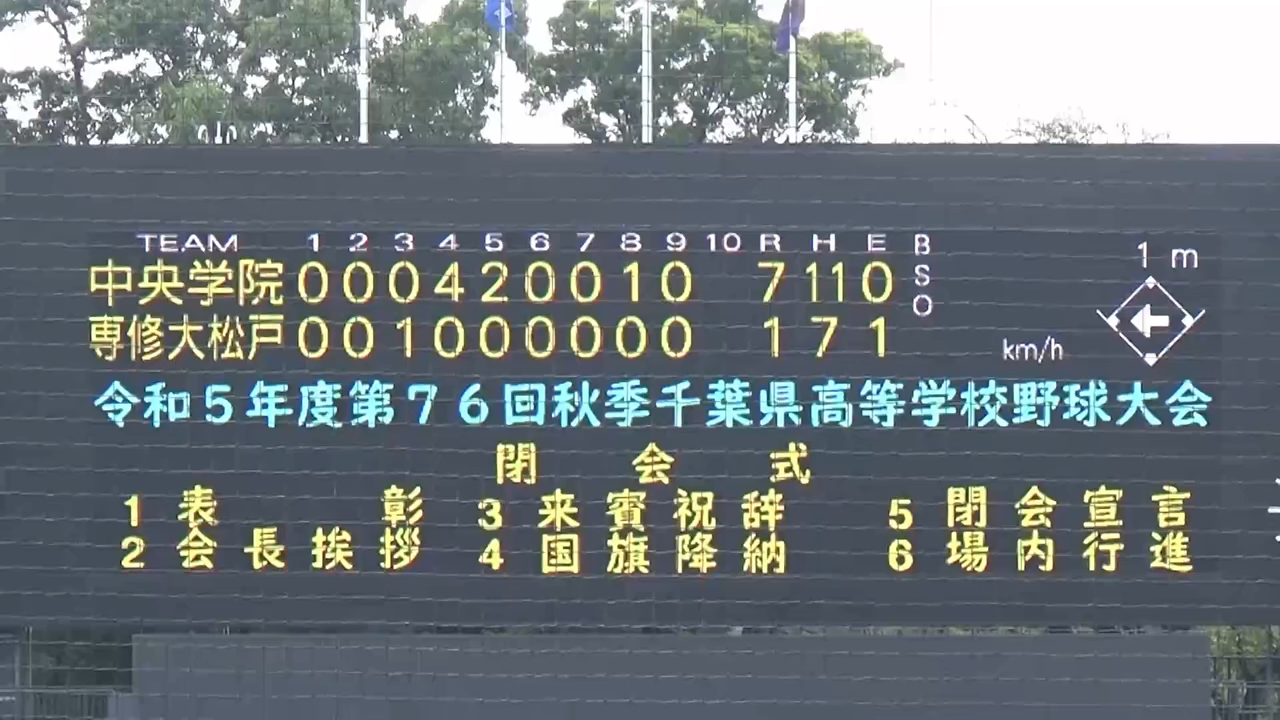 TEAM 1 2 3 4 5 6 7 8 9 10 R H E B
中央学院 0 0 0 4 2 0 0 1 0 7 11 0 S
O
専修大松戸 0 0 1 0 0 0 0 0 0 1 7 1
1 m
km/h
令和5年度第76回秋季千葉県高等学校野球大会
閉会式
1 表彰 3 来賓祝辞 5 閉会宣言
2 会長挨拶 4 国旗降納 6 場内行進